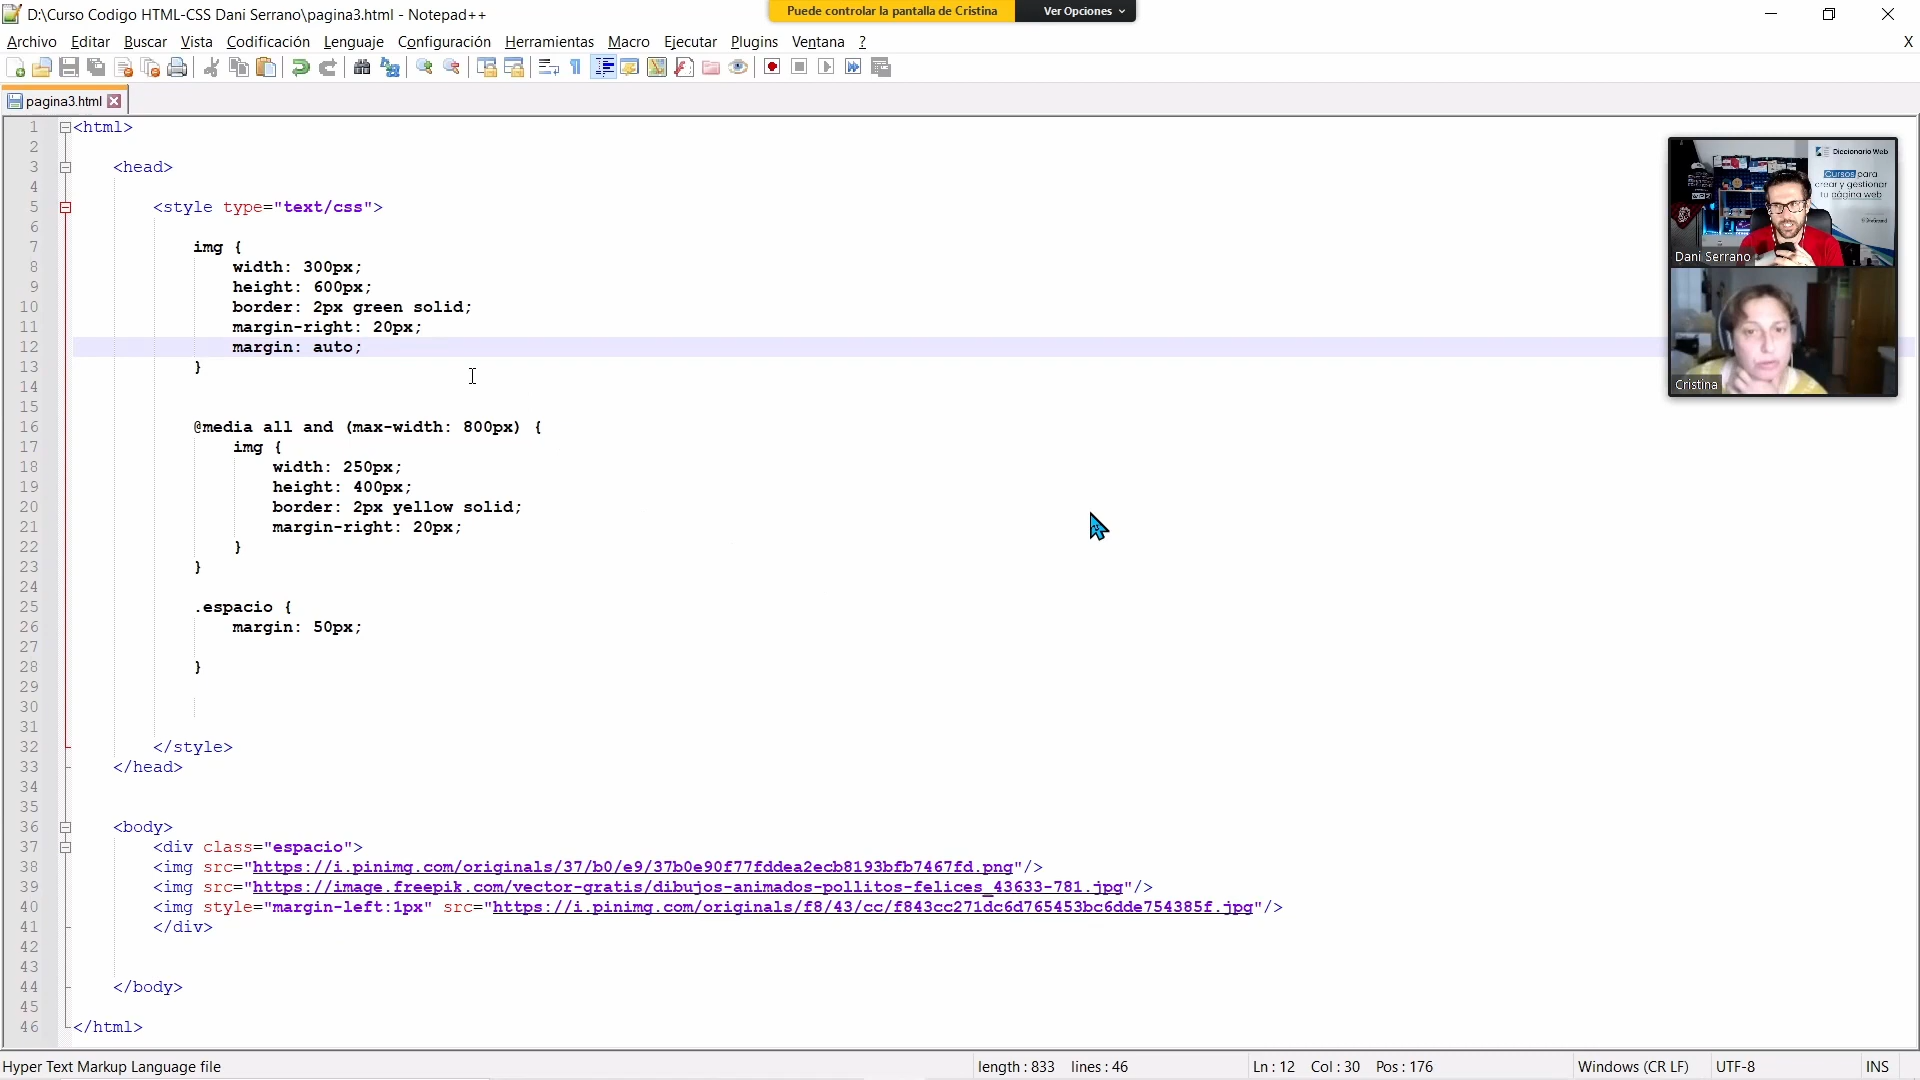 D:\Curso Codigo HTML-CSS Dani Serrano\pagina3.html - Notepad++
Puede controlar la pantalla de Cristina
Ver Opciones
Archivo Editar Buscar Vista Codificación Lenguaje Configuración Herramientas Macro Ejecutar Plugins Ventana ?
X
pagina3.html
1 <html>
2
3 <head>
4
5 <style type="text/css">
6
7 img {
8 width: 300px;
9 height: 600px;
10 border: 2px green solid;
11 margin-right: 20px;
12 margin: auto;
13 }
14
15
16 @media all and (max-width: 800px) {
17 img {
18 width: 250px;
19 height: 400px;
20 border: 2px yellow solid;
21 margin-right: 20px;
22 }
23 }
24
25 .espacio {
26 margin: 50px;
27
28 }
29
30
31
32 </style>
33 </head>
34
35
36 <body>
37 <div class="espacio">
38 <img src="https://i.pinimg.com/originals/37/b0/e9/37b0e90f77fddea2ecb8193bfb7467fd.png"/>
39 <img src="https://image.freepik.com/vector-gratis/dibujos-animados-pollitos-felices_43633-781.jpg"/>
40 <img style="margin-left:1px" src="https://i.pinimg.com/originals/f8/43/cc/f843cc271dc6d765453bc6dde754385f.jpg"/>
41 </div>
42
43
44 </body>
45
46 </html>
Diccionario Web
Cursos para
crear y gestionar
tu página web
Dani Serrano
Cristina
Hyper Text Markup Language file
length : 833 lines : 46
Ln : 12 Col : 30 Pos : 176
Windows (CR LF)
UTF-8
INS